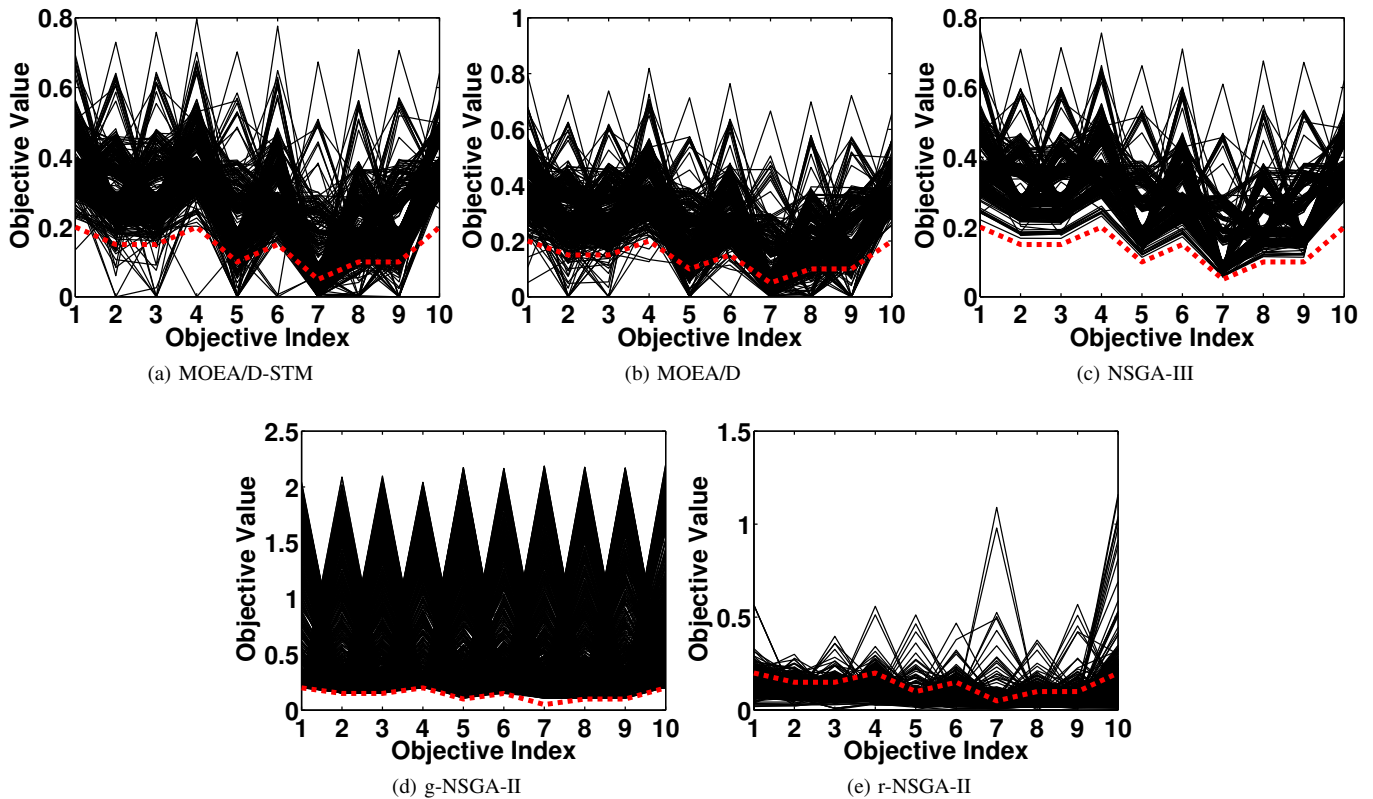 0.8
0.6
0.4
0.2
0
Objective Value
1 2 3 4 5 6 7 8 9 10
Objective Index
(a) MOEA/D-STM
1
0.8
0.6
0.4
0.2
0
Objective Value
1 2 3 4 5 6 7 8 9 10
Objective Index
(b) MOEA/D
0.8
0.6
0.4
0.2
0
Objective Value
1 2 3 4 5 6 7 8 9 10
Objective Index
(c) NSGA-III
2.5
2
1.5
1
0.5
0
Objective Value
1 2 3 4 5 6 7 8 9 10
Objective Index
(d) g-NSGA-II
1.5
1
0.5
0
Objective Value
1 2 3 4 5 6 7 8 9 10
Objective Index
(e) r-NSGA-II